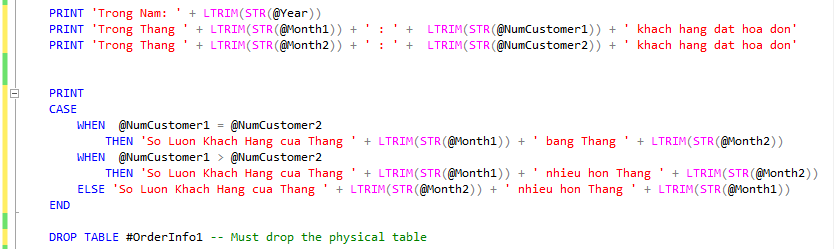 PRINT 'Trong Nam: ' + LTRIM(STR(@Year))
PRINT 'Trong Thang ' + LTRIM(STR(@Month1)) + ' : ' +  LTRIM(STR(@NumCustomer1)) + ' khach hang dat hoa don'
PRINT 'Trong Thang ' + LTRIM(STR(@Month2)) + ' : ' +  LTRIM(STR(@NumCustomer2)) + ' khach hang dat hoa don'
PRINT
CASE
WHEN  @NumCustomer1 = @NumCustomer2
THEN 'So Luon Khach Hang cua Thang ' + LTRIM(STR(@Month1)) + ' bang Thang ' + LTRIM(STR(@Month2))
WHEN  @NumCustomer1 > @NumCustomer2
THEN 'So Luon Khach Hang cua Thang ' + LTRIM(STR(@Month1)) + ' nhieu hon Thang ' + LTRIM(STR(@Month2))
ELSE 'So Luon Khach Hang cua Thang ' + LTRIM(STR(@Month2)) + ' nhieu hon Thang ' + LTRIM(STR(@Month1))
END
DROP TABLE #OrderInfo1 -- Must drop the physical table